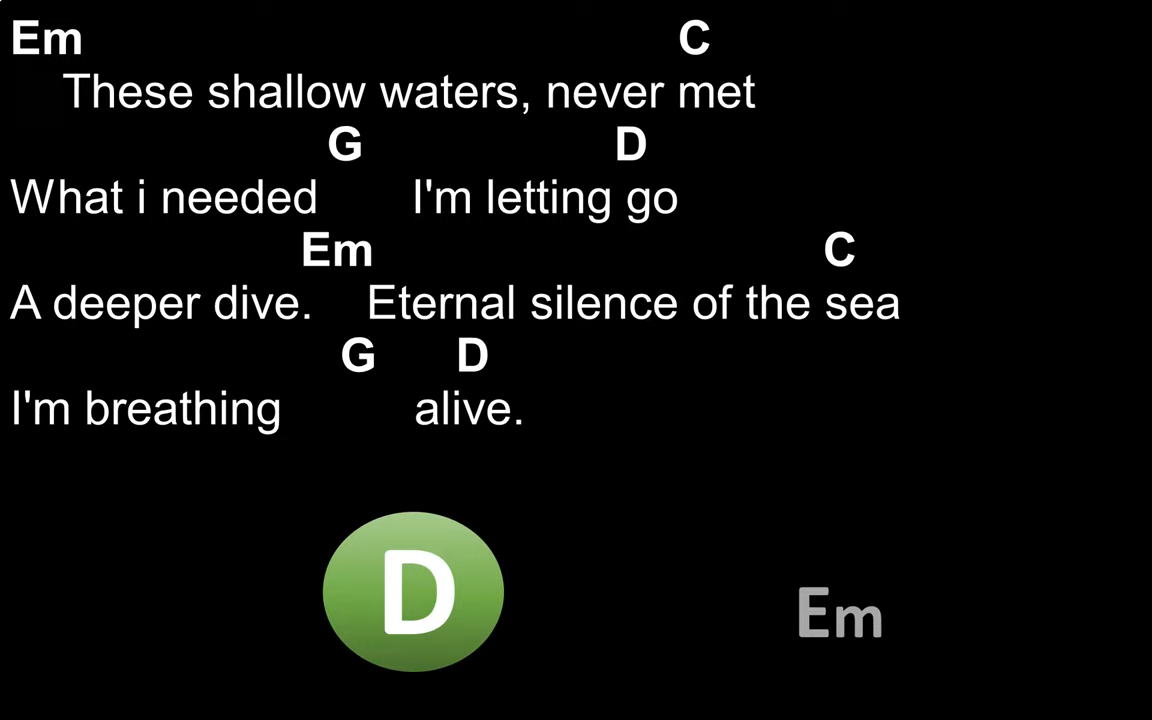 Em C
These shallow waters, never met
G D
What i needed I'm letting go
Em C
A deeper dive. Eternal silence of the sea
G D
I'm breathing alive.
D Em